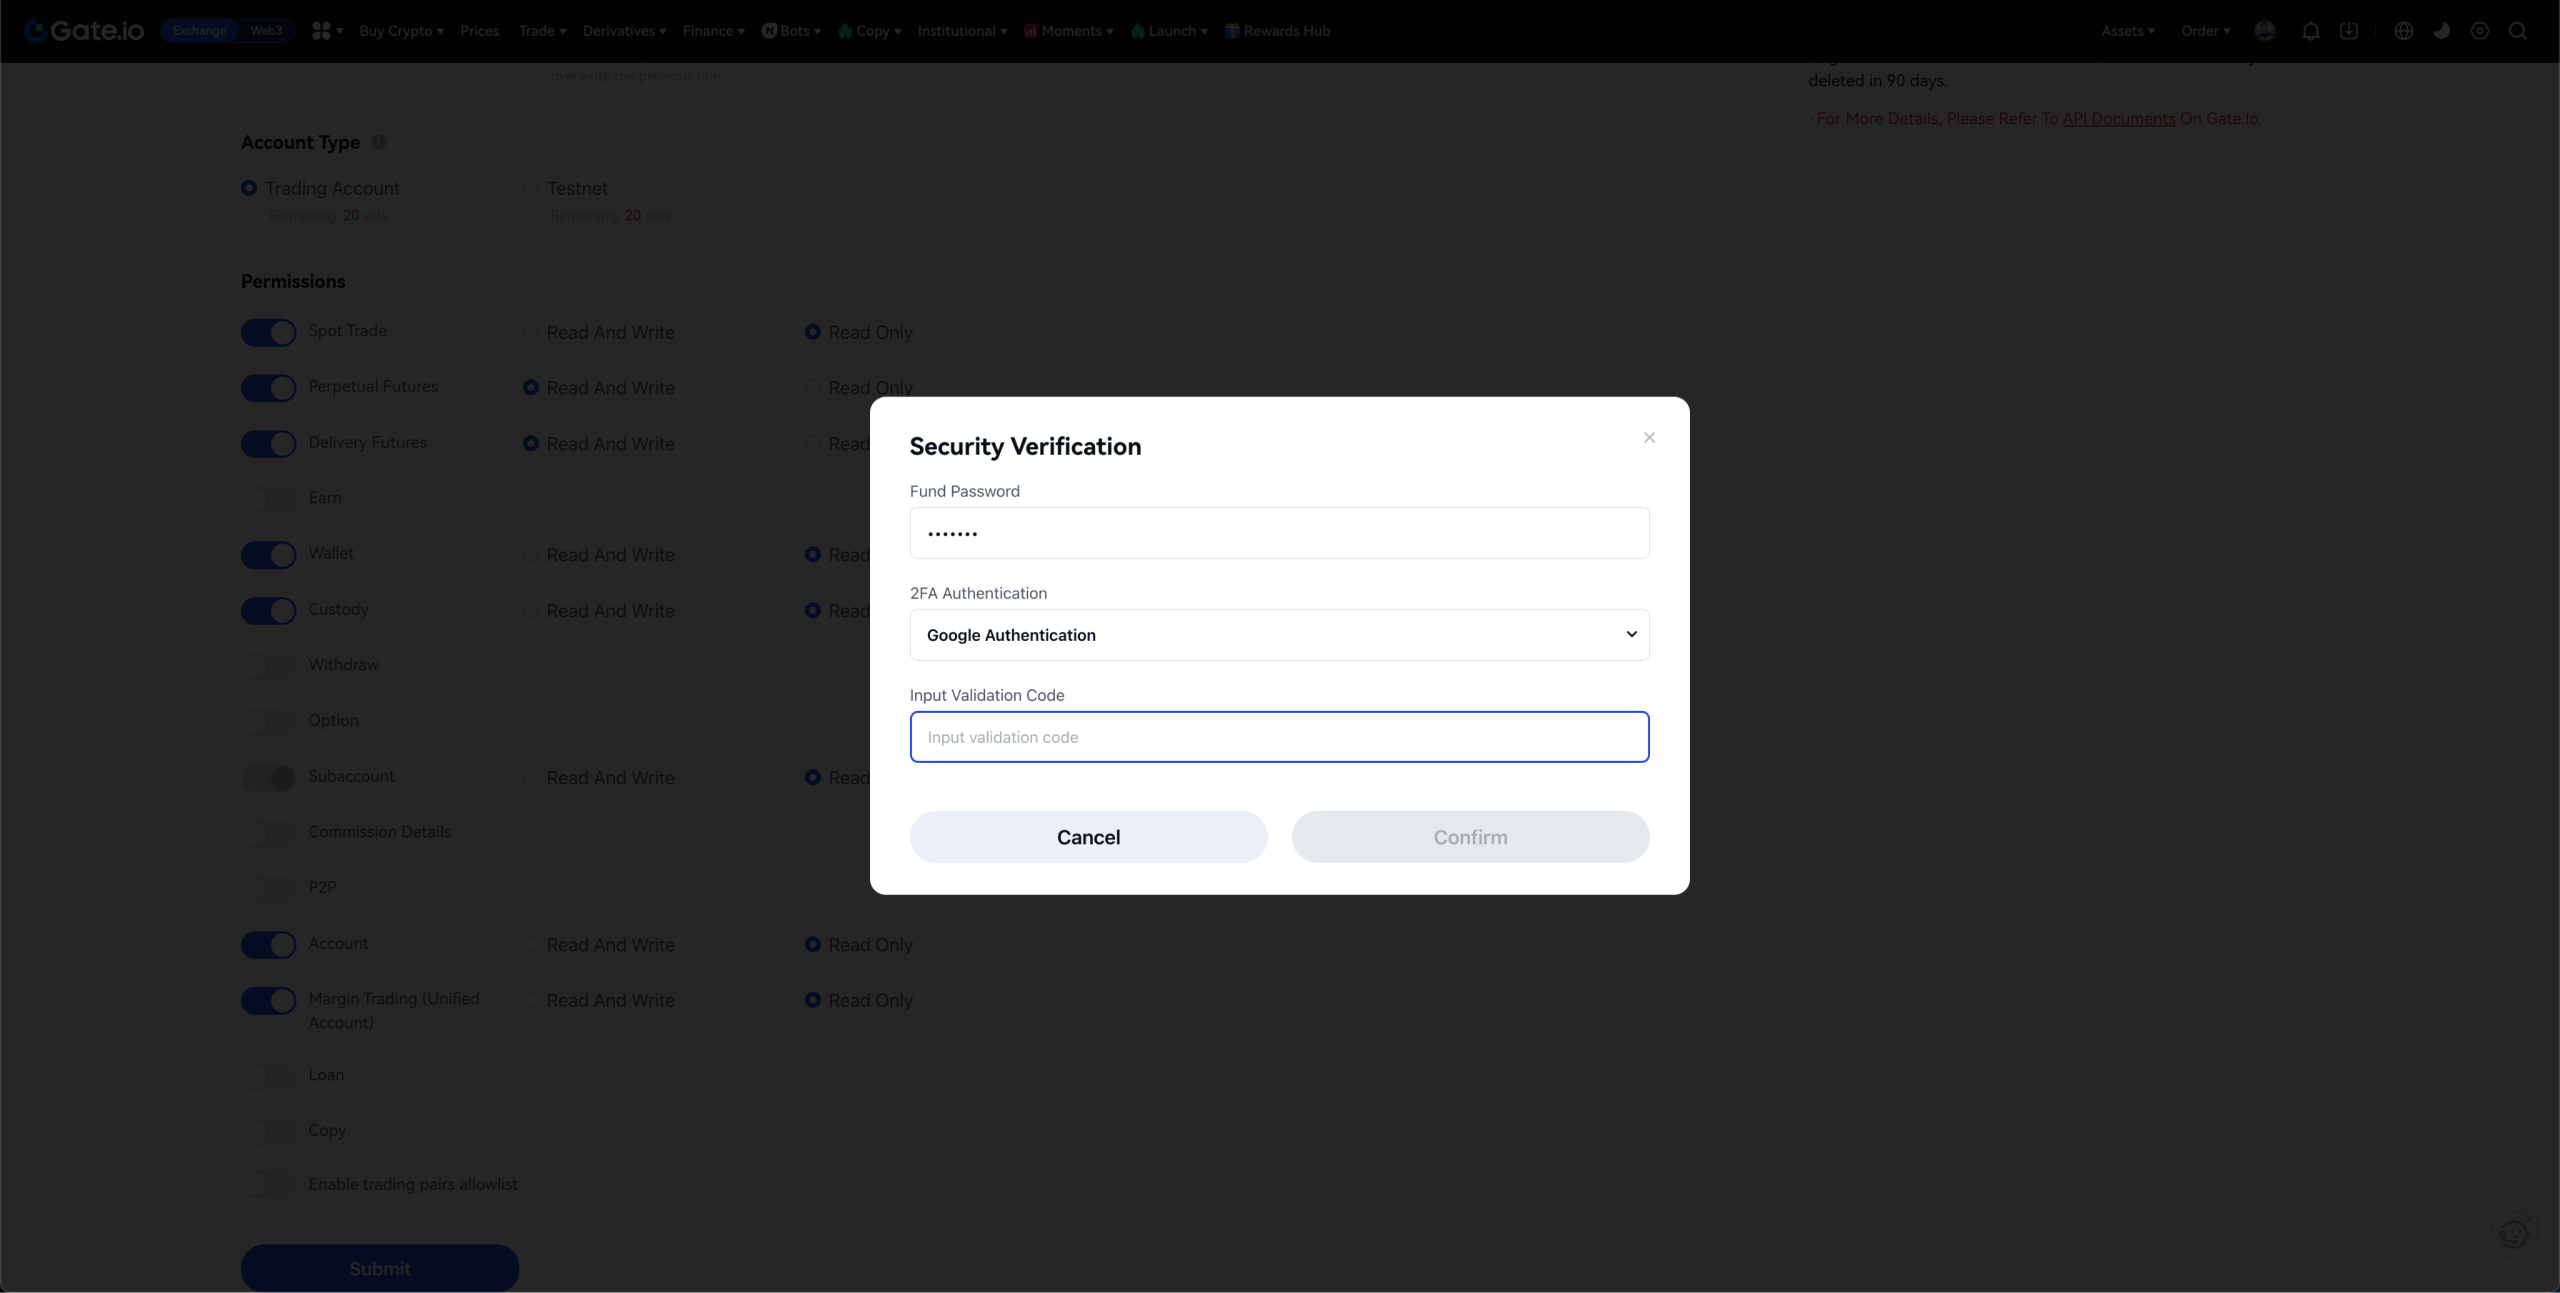 Gate.io Exchange Web3 Buy Crypto Prices Trade Derivatives Finance Bots Copy Institutional Moments Launch Rewards Hub Assets Order
overwrite the previous one.
deleted in 90 days.
· For More Details, Please Refer To API Documents On Gate.Io.
Account Type
Trading Account Testnet
Remaining: 20 sets Remaining: 20 sets
Permissions
Spot Trade Read And Write Read Only
Perpetual Futures Read And Write Read Only
Delivery Futures Read And Write Read
Earn
Wallet Read And Write Read
Custody Read And Write Read
Withdraw
Option
Subaccount Read And Write Read
Commission Details
P2P
Account Read And Write Read Only
Margin Trading (Unified Read And Write Read Only
Account)
Loan
Copy
Enable trading pairs allowlist
Submit
Security Verification
Fund Password
•••••••
2FA Authentication
Google Authentication
Input Validation Code
Input validation code
Cancel Confirm